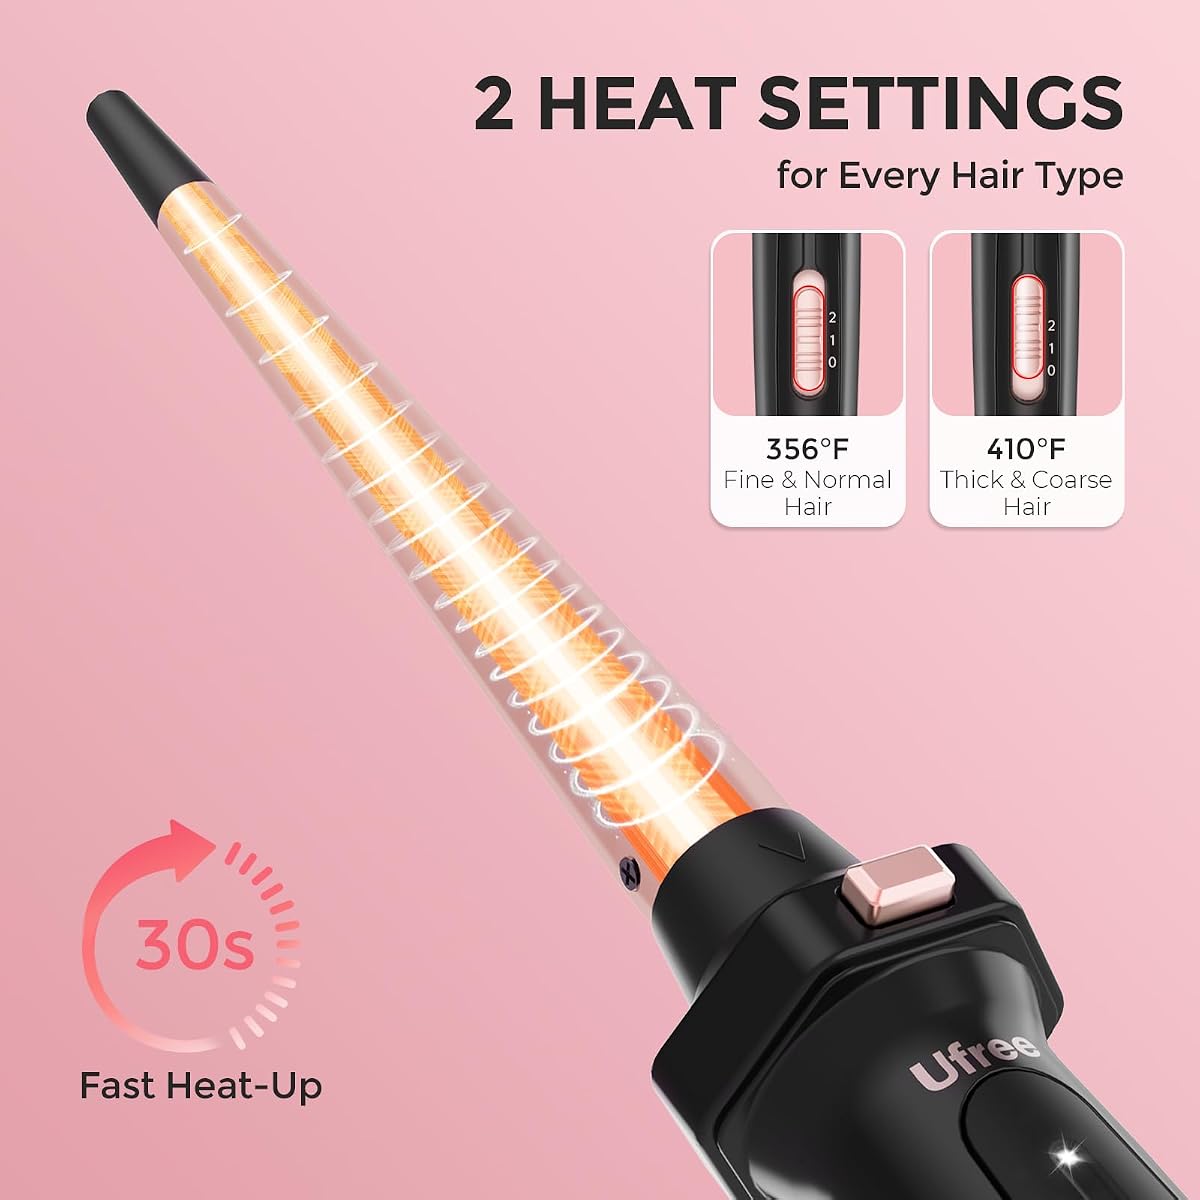 2 HEAT SETTINGS
for Every Hair Type
2
1
0
2
1
0
356°F
Fine & Normal
Hair
410°F
Thick & Coarse
Hair
30s
Fast Heat-Up
Ufree